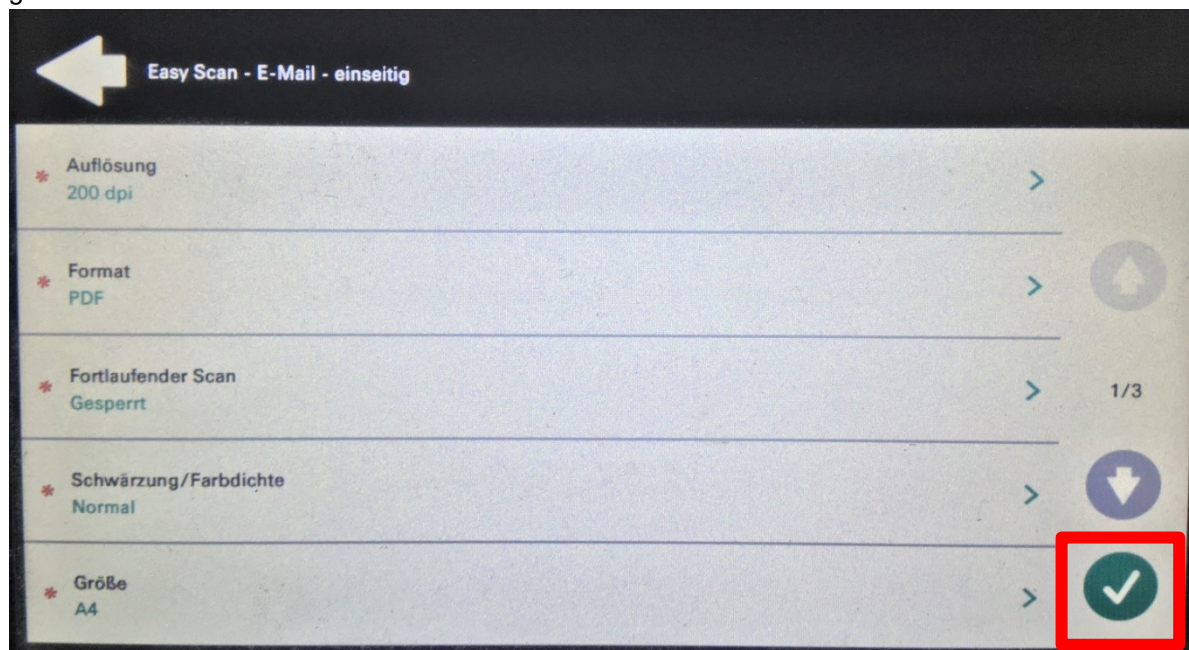 Easy Scan - E-Mail - einseitig
* Auflösung
200 dpi
* Format
PDF
* Fortlaufender Scan
Gesperrt
1/3
* Schwärzung/Farbdichte
Normal
* Größe
A4